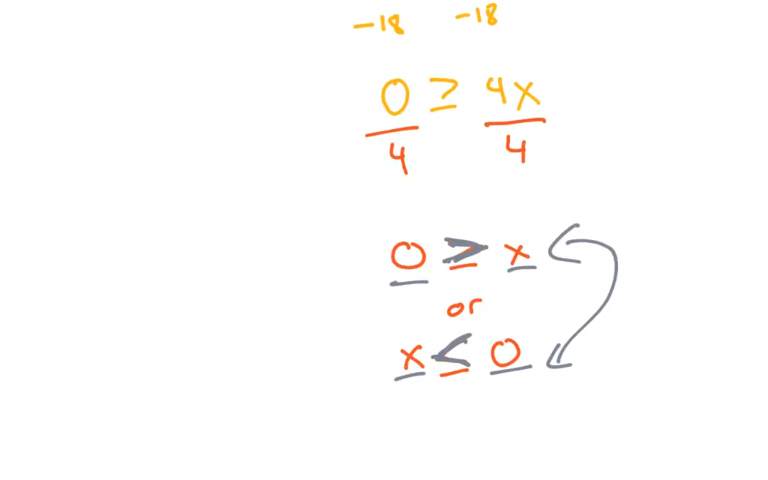 -18 -18
0 ≥ 4x
4 4
0 ≥ x
or
x ≤ 0